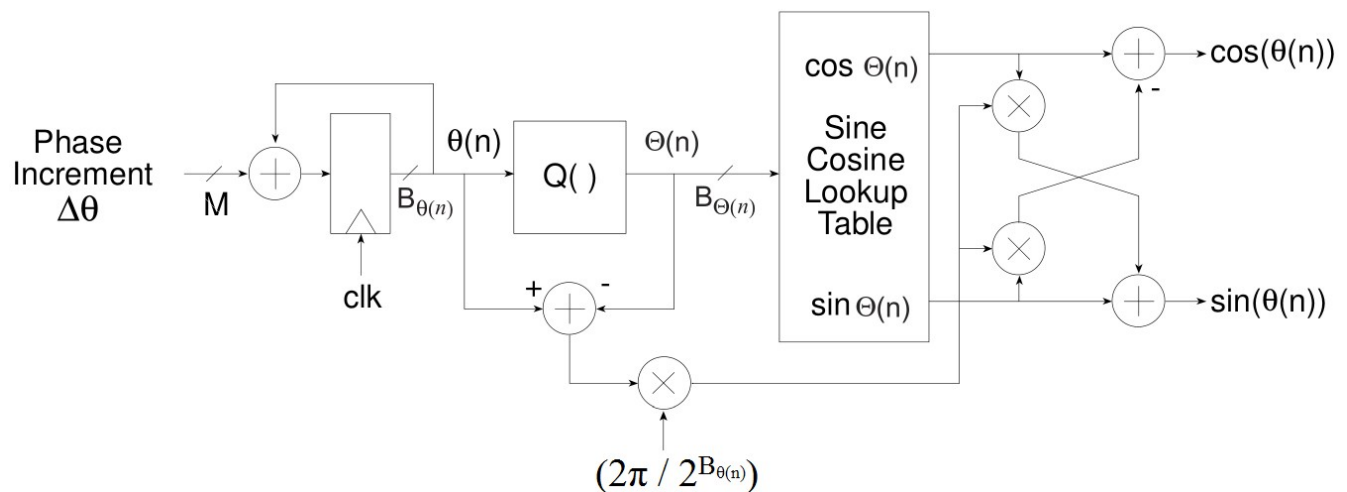 Phase
Increment
Δθ
M
clk
B_θ(n)
θ(n)
Q( )
Θ(n)
B_Θ(n)
+
-
(2π / 2^B_θ(n))
cos Θ(n)
Sine
Cosine
Lookup
Table
sin Θ(n)
-
cos(θ(n))
sin(θ(n))